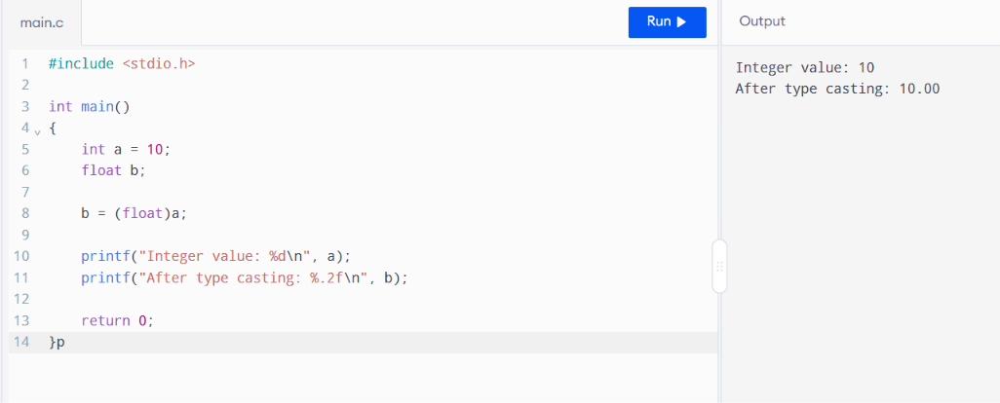 main.c
Run
Output
1 #include <stdio.h>
2
3 int main()
4 {
5     int a = 10;
6     float b;
7
8     b = (float)a;
9
10     printf("Integer value: %d\n", a);
11     printf("After type casting: %.2f\n", b);
12
13     return 0;
14 }p
Integer value: 10
After type casting: 10.00